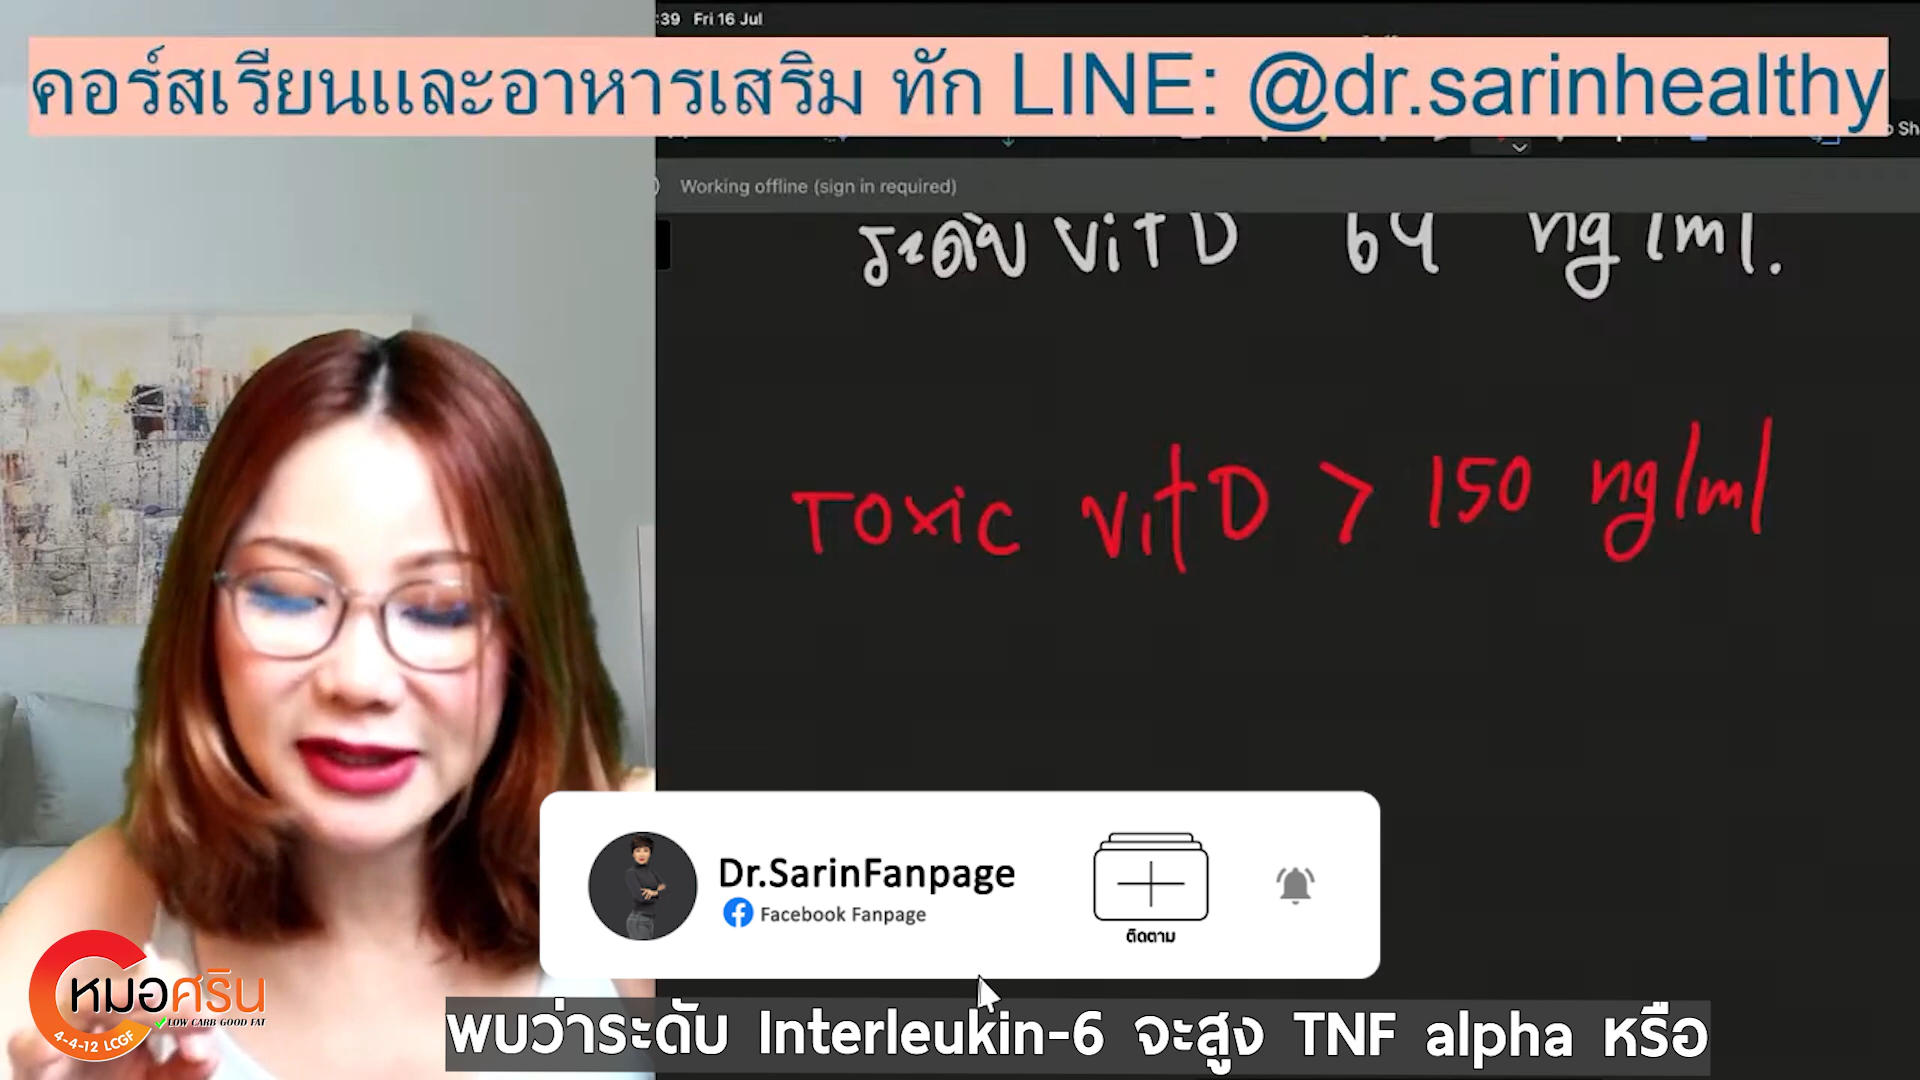 :39 Fri 16 Jul
คอร์สเรียนและอาหารเสริม ทัก LINE: @dr.sarinhealthy
Working offline (sign in required)
ระดับ vit D 64 ng/ml.
Toxic vit D > 150 ng/ml
Dr.SarinFanpage
Facebook Fanpage
ติดตาม
หมอศริน
LOW CARB GOOD FAT
4-4-12 LCGF
พบว่าระดับ Interleukin-6 จะสูง TNF alpha หรือ